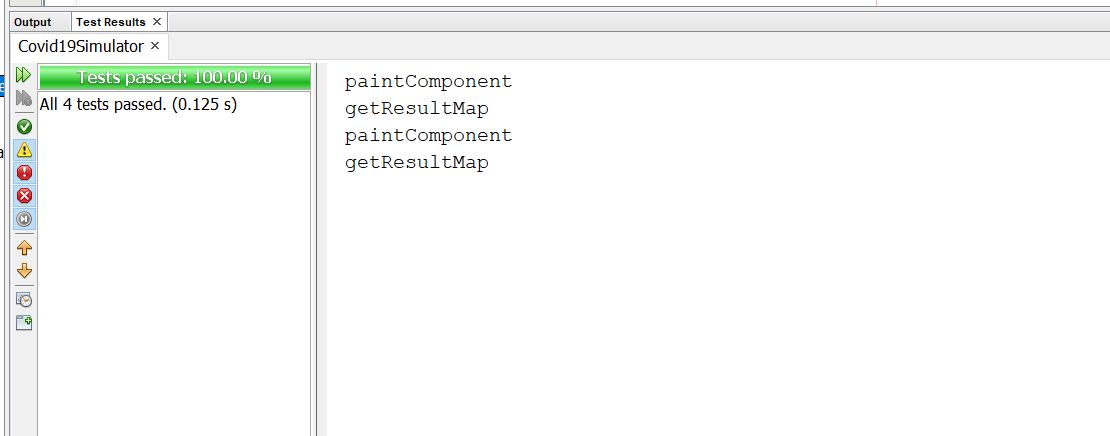 Output
Test Results ×
Covid19Simulator ×
Tests passed: 100.00 %
All 4 tests passed. (0.125 s)
paintComponent
getResultMap
paintComponent
getResultMap